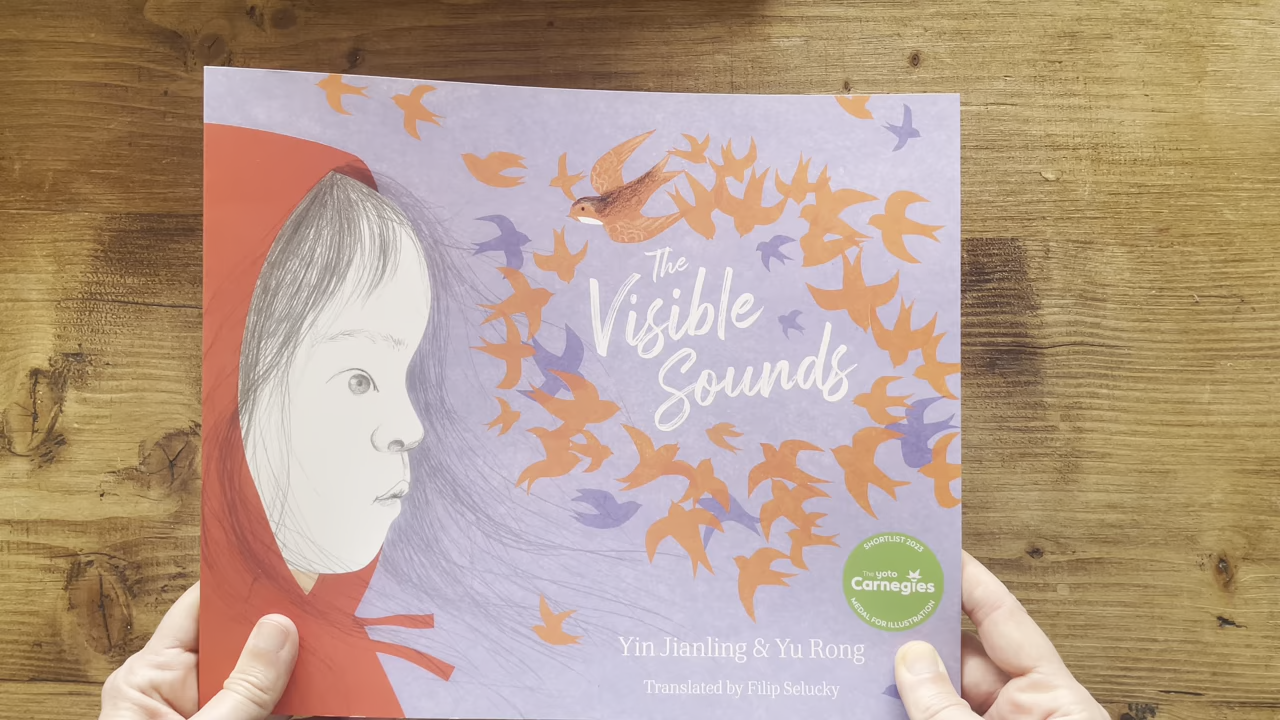 The
Visible
Sounds
SHORTLIST 2023
The yoto
Carnegies
MEDAL FOR ILLUSTRATION
Yin Jianling & Yu Rong
Translated by Filip Selucky